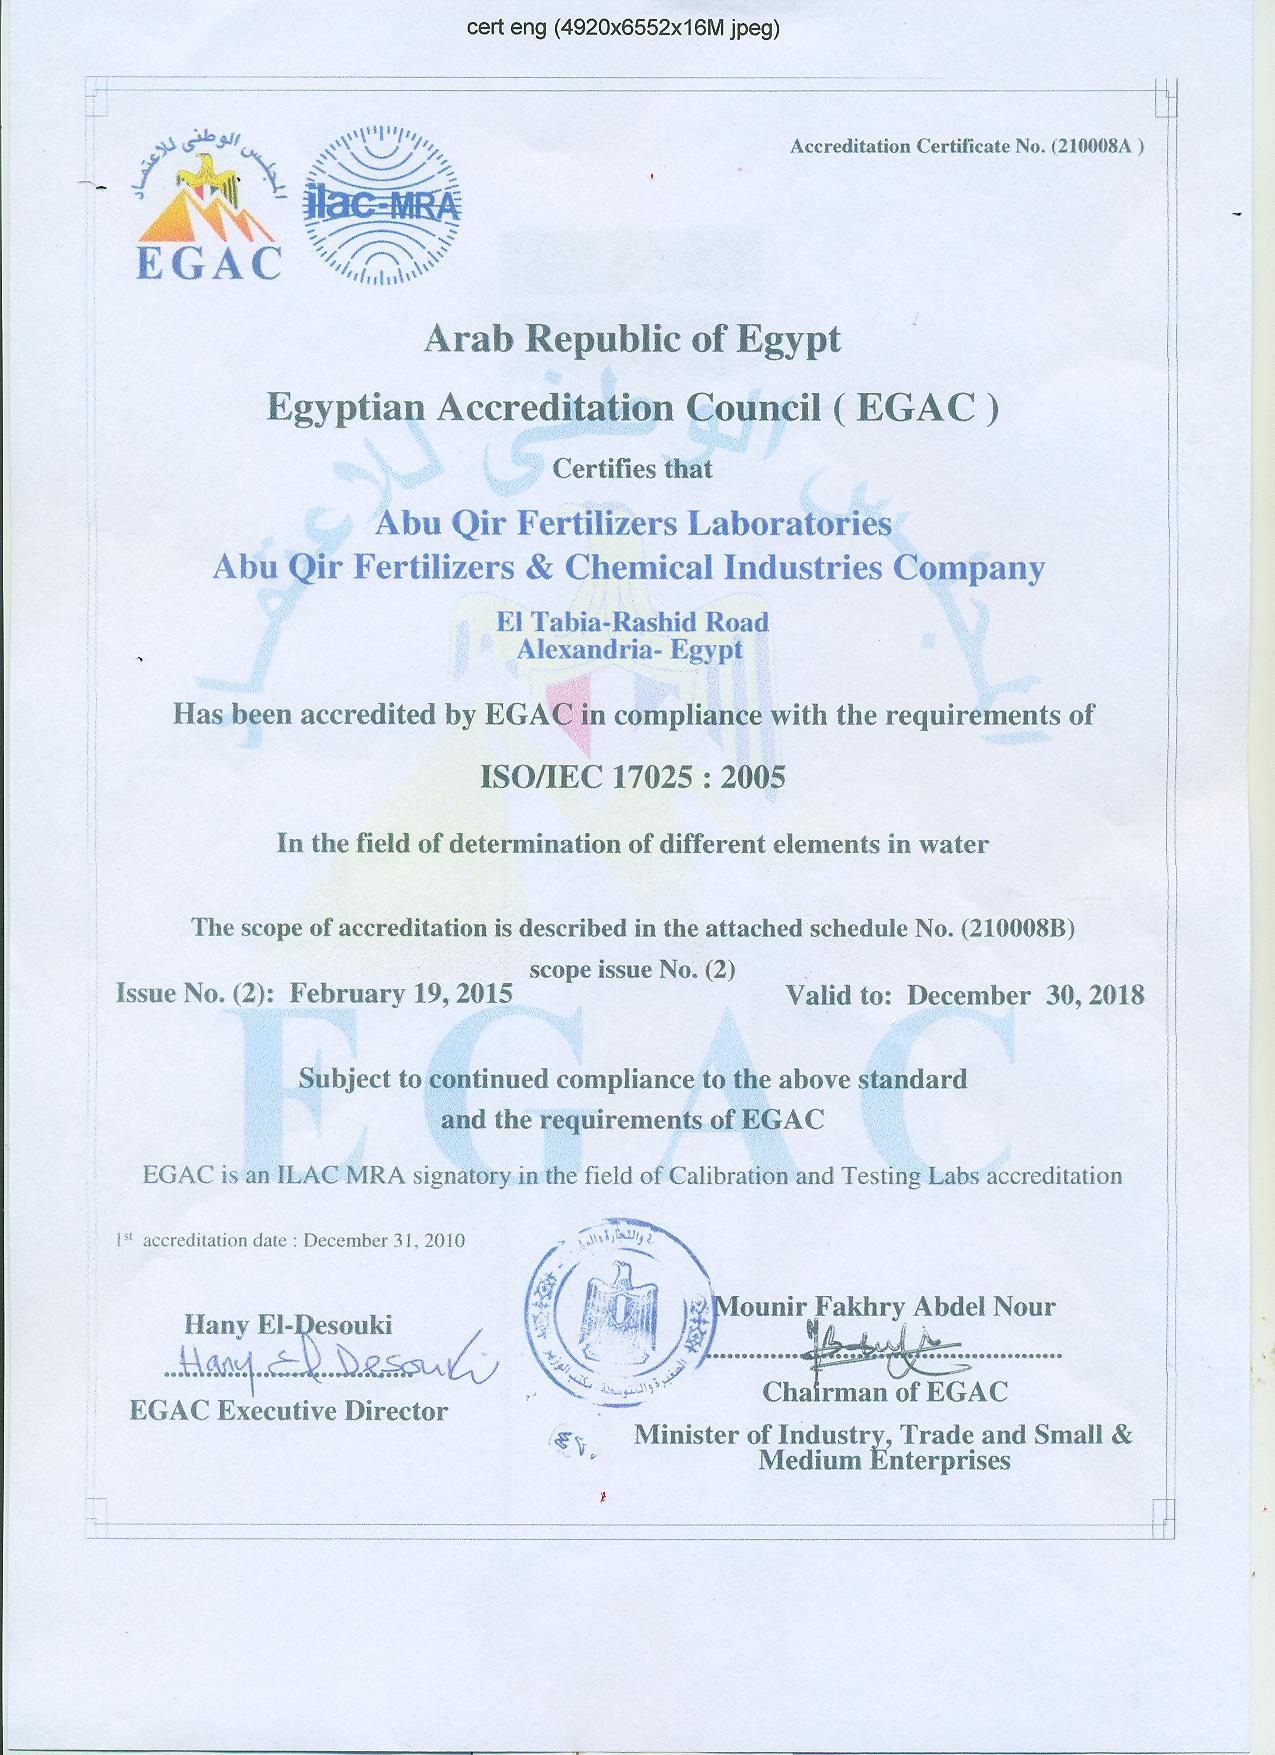 cert eng (4920x6552x16M jpeg)
Accreditation Certificate No. (210008A )
المجلس الوطنى للاعتماد
EGAC
ilac-MRA
Arab Republic of Egypt
Egyptian Accreditation Council ( EGAC )
Certifies that
Abu Qir Fertilizers Laboratories
Abu Qir Fertilizers & Chemical Industries Company
El Tabia-Rashid Road
Alexandria- Egypt
Has been accredited by EGAC in compliance with the requirements of
ISO/IEC 17025 : 2005
In the field of determination of different elements in water
The scope of accreditation is described in the attached schedule No. (210008B)
scope issue No. (2)
Issue No. (2): February 19, 2015
Valid to: December 30, 2018
Subject to continued compliance to the above standard
and the requirements of EGAC
EGAC is an ILAC MRA signatory in the field of Calibration and Testing Labs accreditation
1st accreditation date : December 31, 2010
Hany El-Desouki
Hany El Desouki
EGAC Executive Director
Mounir Fakhry Abdel Nour
Chairman of EGAC
Minister of Industry, Trade and Small &
Medium Enterprises
المجلس الوطنى للاعتماد
EGAC